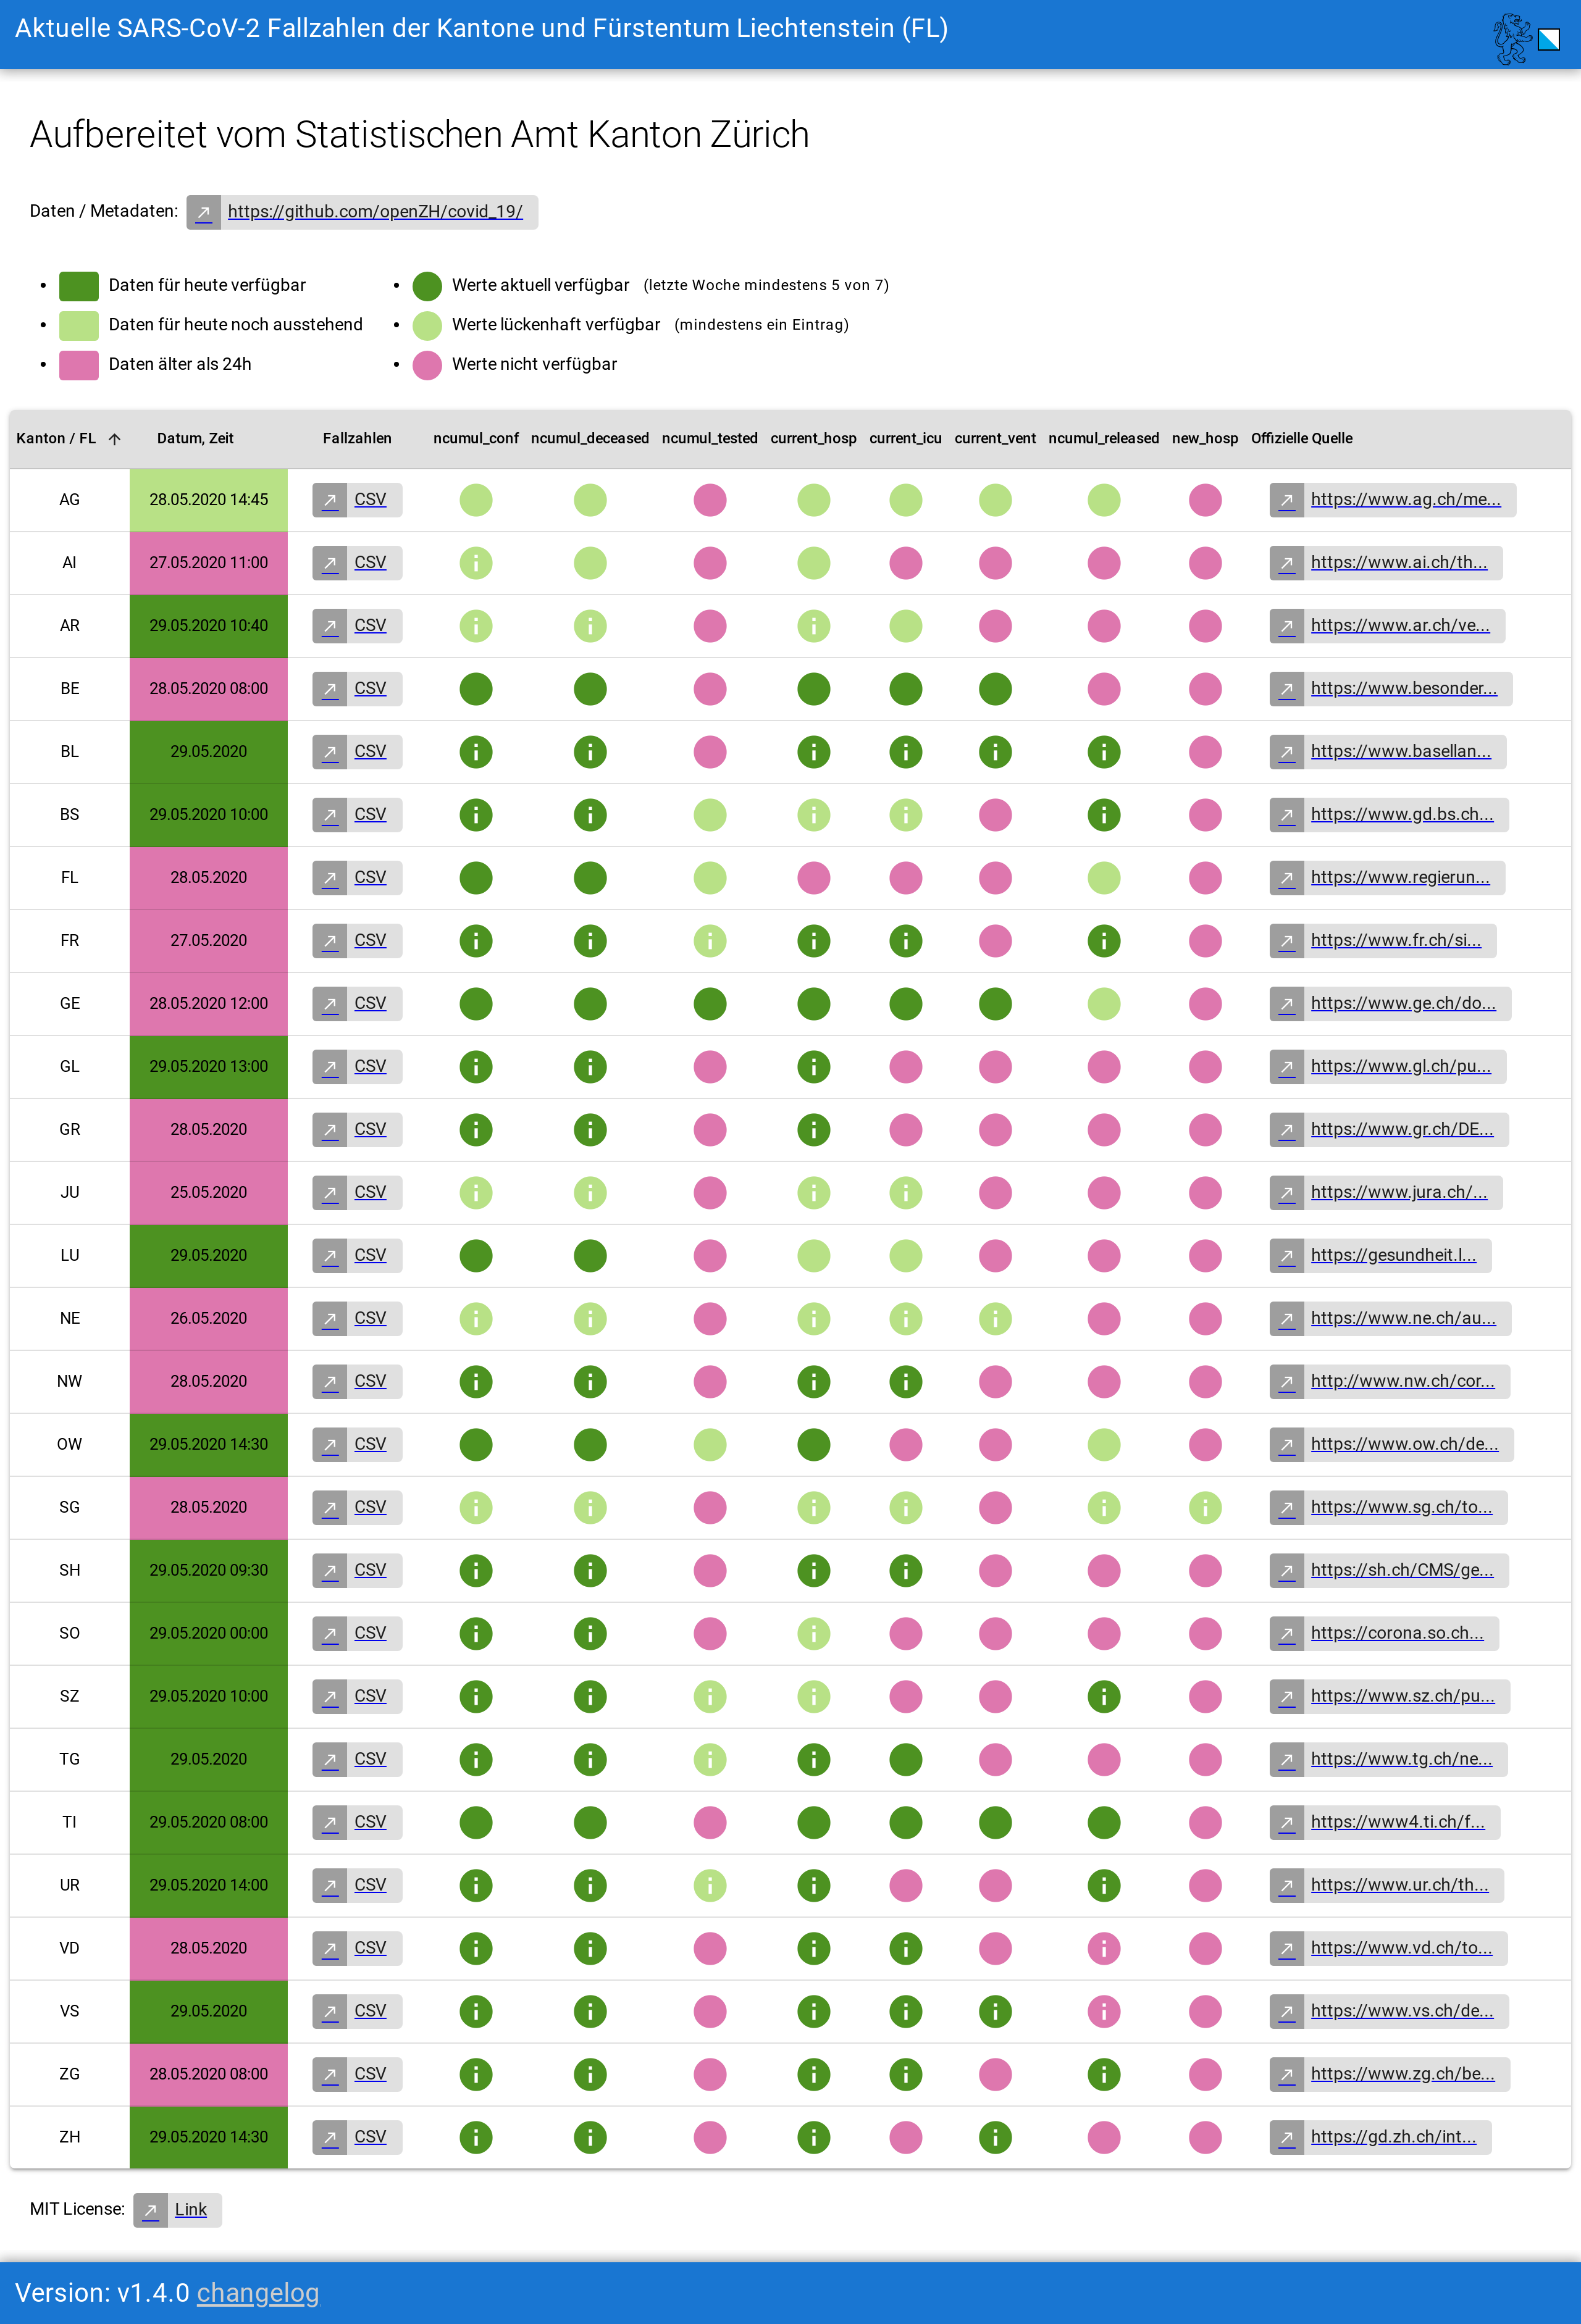 Aktuelle SARS-CoV-2 Fallzahlen der Kantone und Fürstentum Liechtenstein (FL)
Aufbereitet vom Statistischen Amt Kanton Zürich
Daten / Metadaten: https://github.com/openZH/covid_19/
Daten für heute verfügbar Werte aktuell verfügbar (letzte Woche mindestens 5 von 7)
Daten für heute noch ausstehend Werte lückenhaft verfügbar (mindestens ein Eintrag)
Daten älter als 24h Werte nicht verfügbar
Kanton / FL Datum, Zeit Fallzahlen ncumul_conf ncumul_deceased ncumul_tested current_hosp current_icu current_vent ncumul_released new_hosp Offizielle Quelle
AG 28.05.2020 14:45 CSV https://www.ag.ch/me...
AI 27.05.2020 11:00 CSV https://www.ai.ch/th...
AR 29.05.2020 10:40 CSV https://www.ar.ch/ve...
BE 28.05.2020 08:00 CSV https://www.besonder...
BL 29.05.2020 CSV https://www.basellan...
BS 29.05.2020 10:00 CSV https://www.gd.bs.ch...
FL 28.05.2020 CSV https://www.regierun...
FR 27.05.2020 CSV https://www.fr.ch/si...
GE 28.05.2020 12:00 CSV https://www.ge.ch/do...
GL 29.05.2020 13:00 CSV https://www.gl.ch/pu...
GR 28.05.2020 CSV https://www.gr.ch/DE...
JU 25.05.2020 CSV https://www.jura.ch/...
LU 29.05.2020 CSV https://gesundheit.l...
NE 26.05.2020 CSV https://www.ne.ch/au...
NW 28.05.2020 CSV http://www.nw.ch/cor...
OW 29.05.2020 14:30 CSV https://www.ow.ch/de...
SG 28.05.2020 CSV https://www.sg.ch/to...
SH 29.05.2020 09:30 CSV https://sh.ch/CMS/ge...
SO 29.05.2020 00:00 CSV https://corona.so.ch...
SZ 29.05.2020 10:00 CSV https://www.sz.ch/pu...
TG 29.05.2020 CSV https://www.tg.ch/ne...
TI 29.05.2020 08:00 CSV https://www4.ti.ch/f...
UR 29.05.2020 14:00 CSV https://www.ur.ch/th...
VD 28.05.2020 CSV https://www.vd.ch/to...
VS 29.05.2020 CSV https://www.vs.ch/de...
ZG 28.05.2020 08:00 CSV https://www.zg.ch/be...
ZH 29.05.2020 14:30 CSV https://gd.zh.ch/int...
MIT License: Link
Version: v1.4.0 changelog